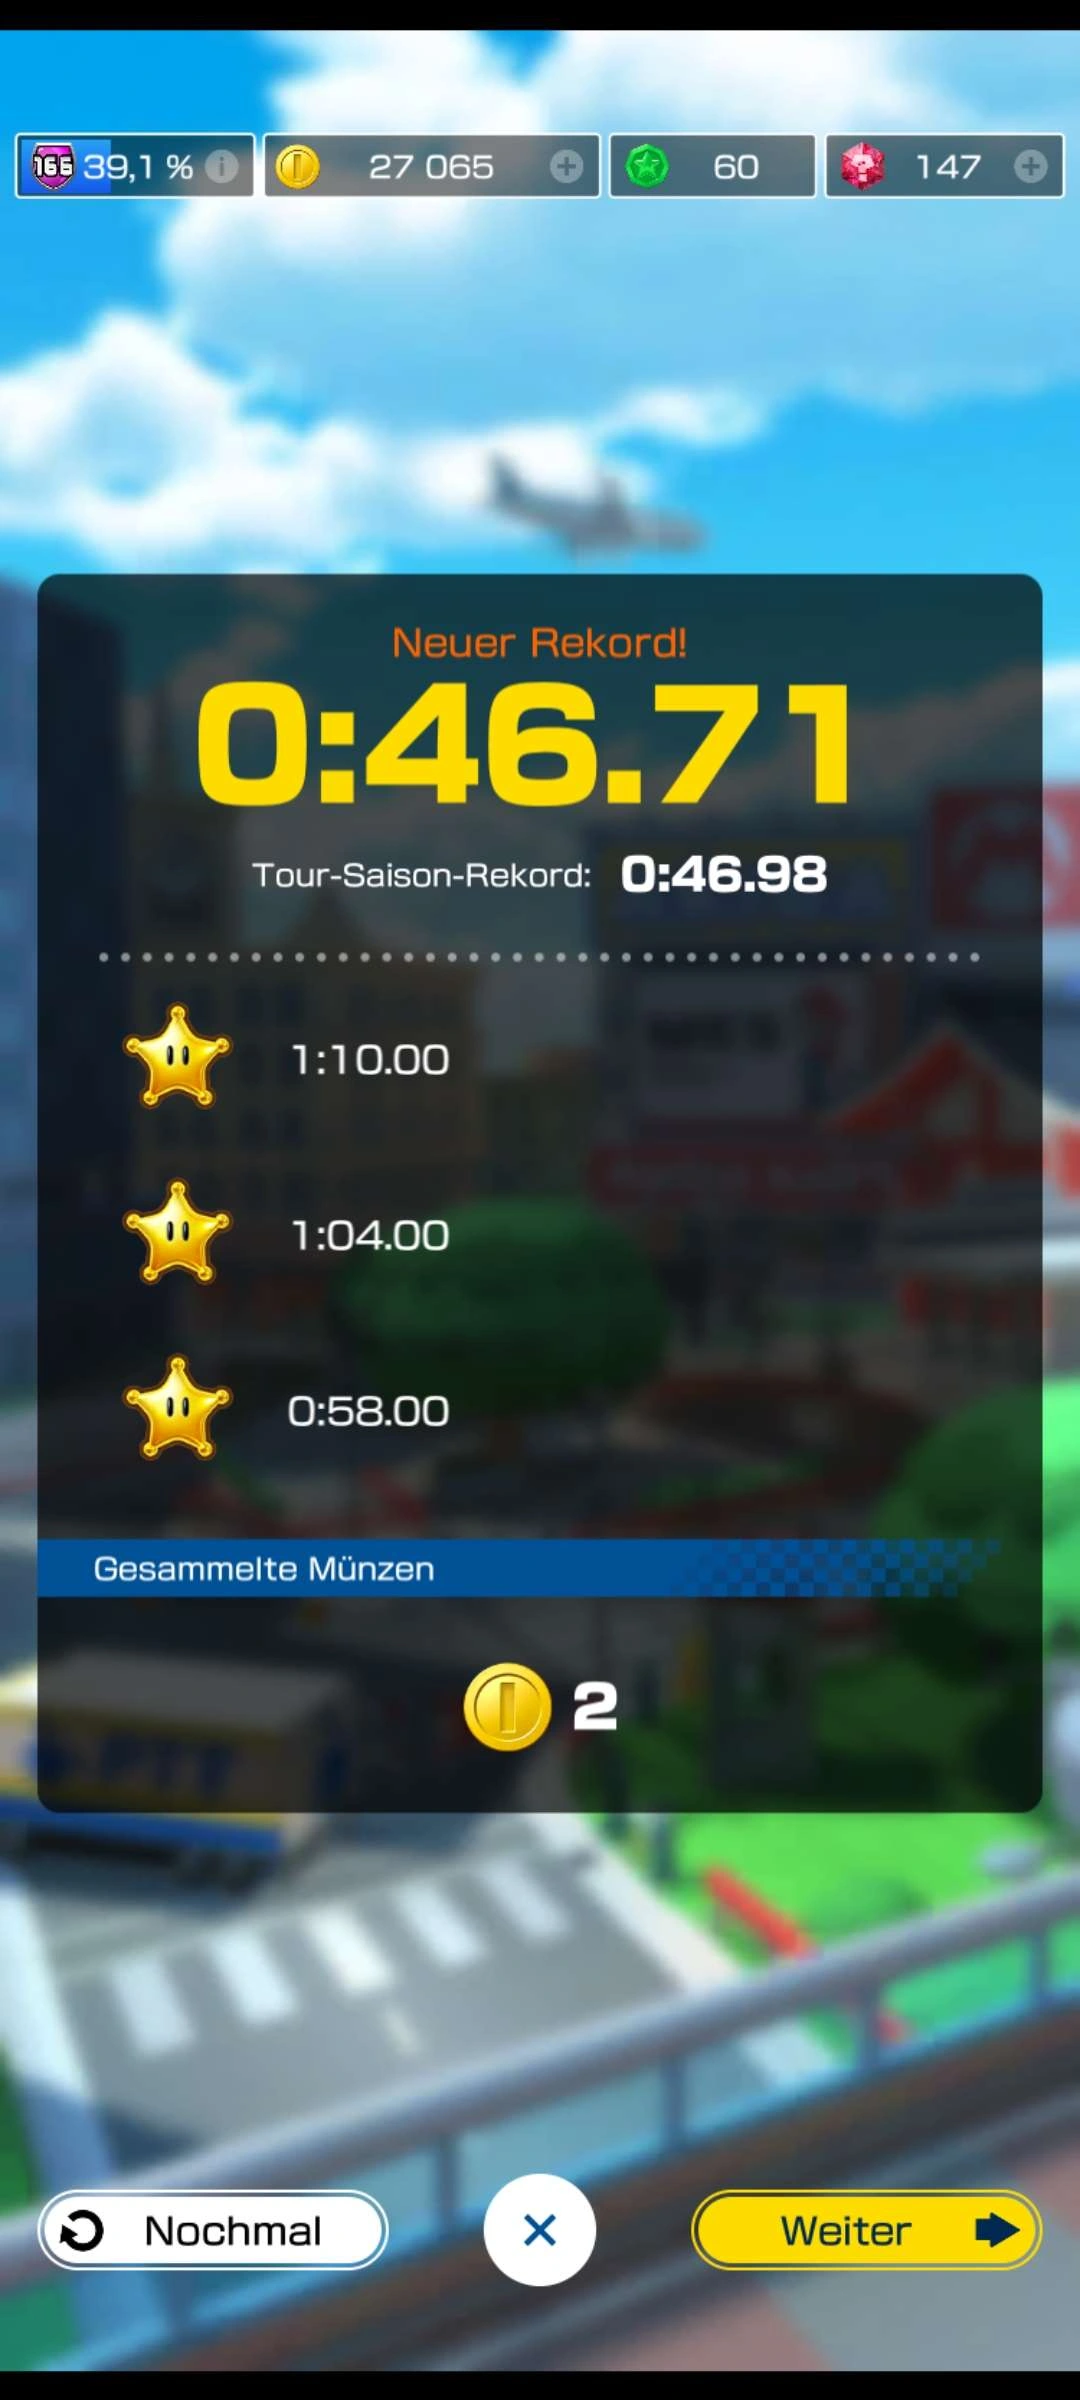 166 39,1 % i 27 065 + 60 147 +
Neuer Rekord!
0:46.71
Tour-Saison-Rekord: 0:46.98
1:10.00
1:04.00
0:58.00
Gesammelte Münzen
2
Nochmal × Weiter